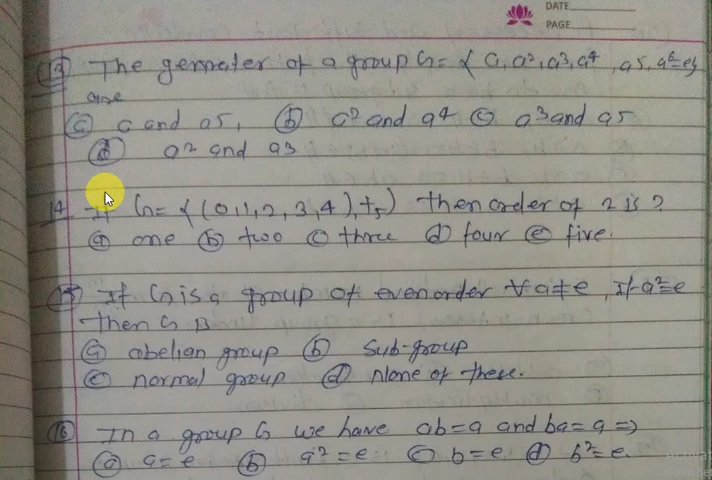 DATE
PAGE
13 The gernater of a group G = { a, a², a³, a⁴, a5, a⁶=e}
are
(a) a and a5, (b) a² and a4 (c) a³ and a5
(d) a² and a3
14 If G = { (0,1,2,3,4), +₅ } then order of 2 is ?
(a) one (b) two (c) three (d) four (e) five.
15 If G is a group of even order ∀ a≠e, if a²=e
then G is
(a) abelian group (b) Sub-group
(c) normal group (d) None of these.
16 In a group G we have ab=a and ba=a ⇒
(a) a=e (b) a²=e (c) b=e (d) b²=e.